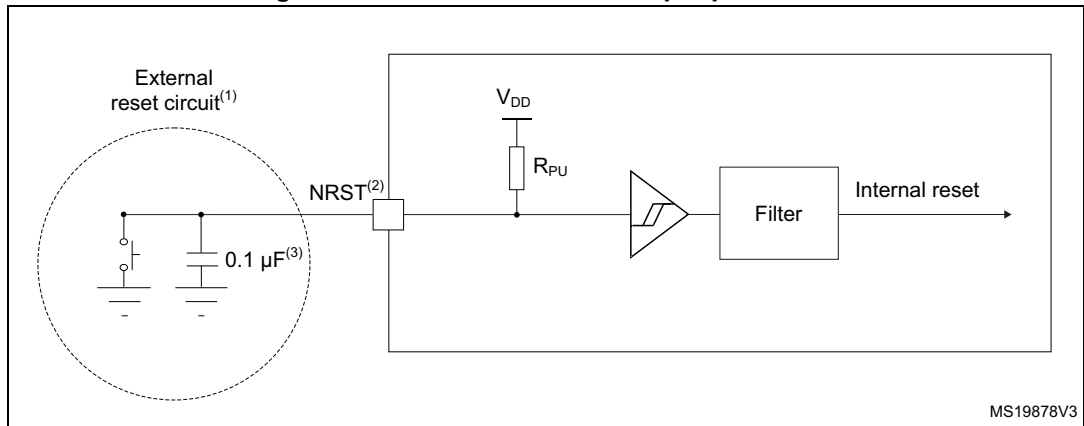 External
reset circuit(1)
VDD
RPU
NRST(2)
Filter
Internal reset
0.1 µF(3)
MS19878V3